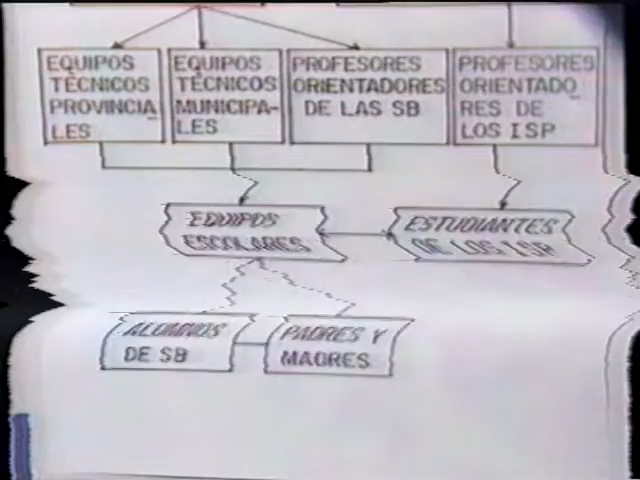 EQUIPOS
TÉCNICOS
PROVINCIA-
LES
EQUIPOS
TÉCNICOS
MUNICIPA-
LES
PROFESORES
ORIENTADORES
DE LAS SB
PROFESORES
ORIENTADO-
RES DE
LOS ISP
EQUIPOS
ESCOLARES
ESTUDIANTES
DE LOS ISP
ALUMNOS
DE SB
PADRES Y
MADRES